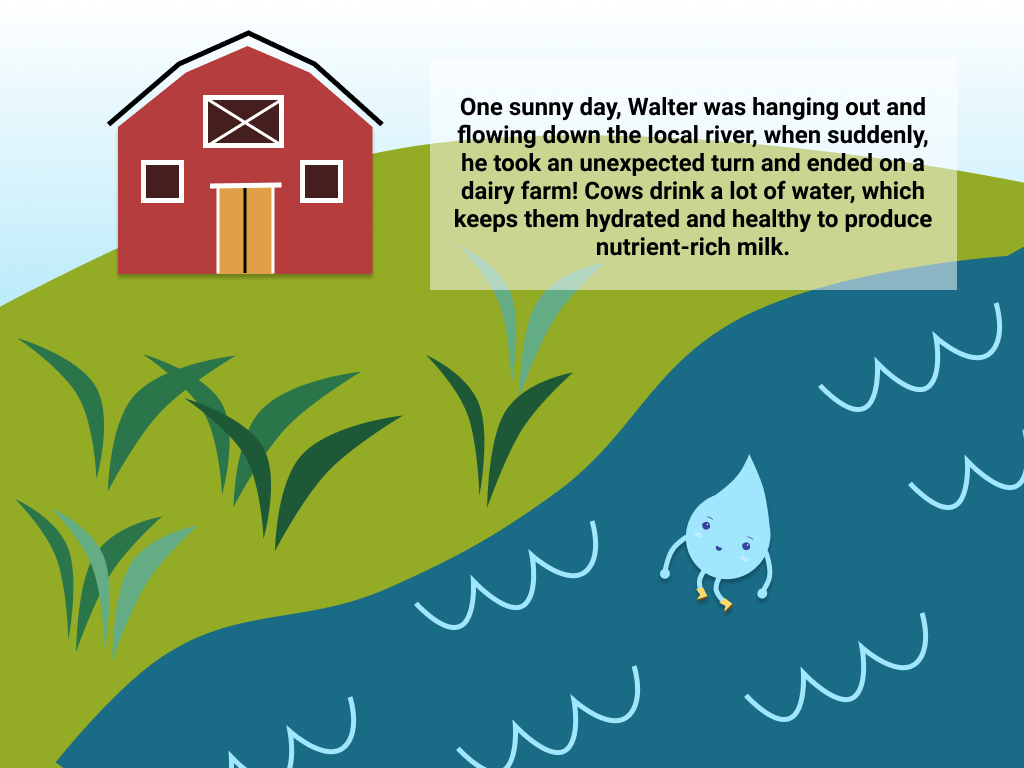 One sunny day, Walter was hanging out and
flowing down the local river, when suddenly,
he took an unexpected turn and ended on a
dairy farm! Cows drink a lot of water, which
keeps them hydrated and healthy to produce
nutrient-rich milk.